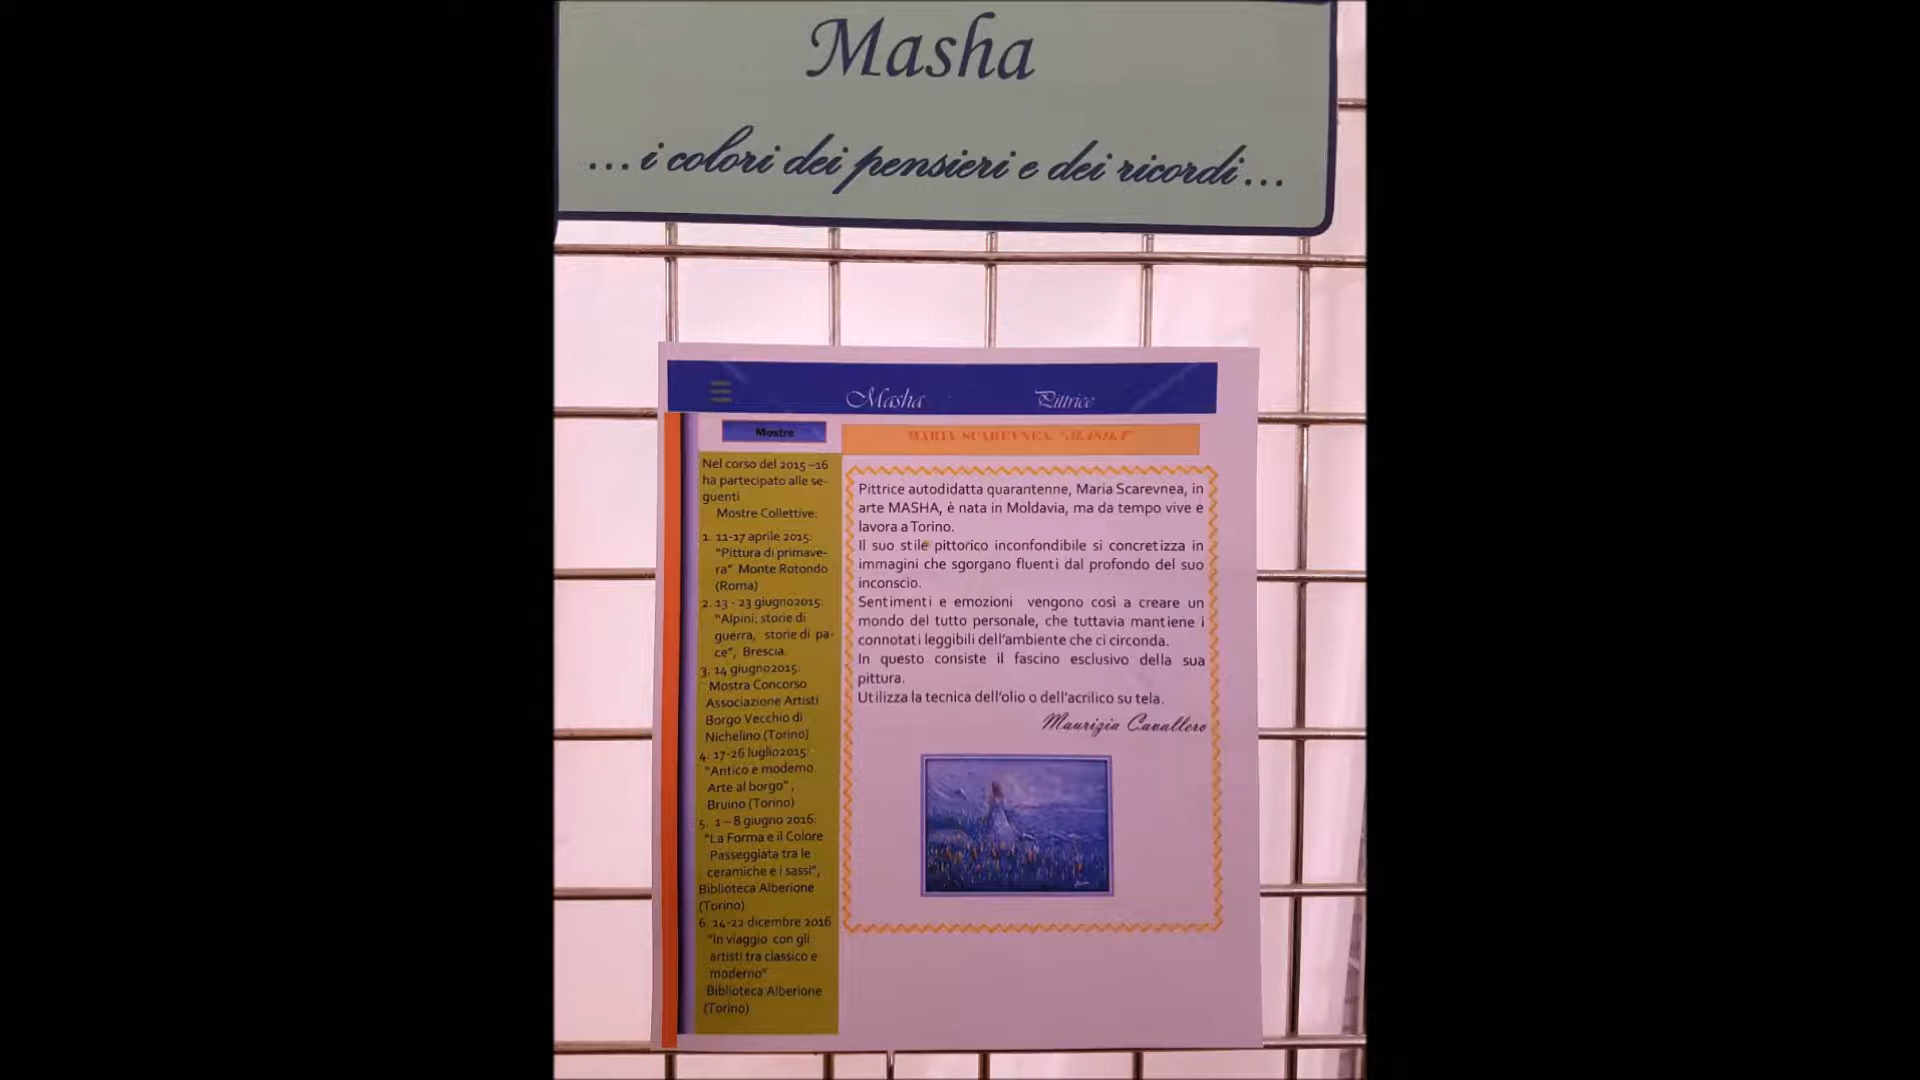 Masha
...i colori dei pensieri e dei ricordi...
Masha Pittrice
Mostre
Nel corso del 2015 –16
ha partecipato alle se-
guenti
Mostre Collettive:
1. 11-17 aprile 2015:
"Pittura di primave-
ra" Monte Rotondo
(Roma)
2. 13 - 23 giugno2015:
"Alpini: storie di
guerra, storie di pa-
ce", Brescia.
3. 14 giugno2015:
Mostra Concorso
Associazione Artisti
Borgo Vecchio di
Nichelino (Torino)
4. 17-26 luglio2015:
"Antico e moderno
Arte al borgo",
Bruino (Torino)
5. 1 – 8 giugno 2016:
"La Forma e il Colore
Passeggiata tra le
ceramiche e i sassi",
Biblioteca Alberione
(Torino)
6. 14-22 dicembre 2016
"In viaggio con gli
artisti tra classico e
moderno"
Biblioteca Alberione
(Torino)
MARIA SCAREVNEA "MASHA"
Pittrice autodidatta quarantenne, Maria Scarevnea, in
arte MASHA, è nata in Moldavia, ma da tempo vive e
lavora a Torino.
Il suo stile pittorico inconfondibile si concretizza in
immagini che sgorgano fluenti dal profondo del suo
inconscio.
Sentimenti e emozioni vengono così a creare un
mondo del tutto personale, che tuttavia mantiene i
connotati leggibili dell'ambiente che ci circonda.
In questo consiste il fascino esclusivo della sua
pittura.
Utilizza la tecnica dell'olio o dell'acrilico su tela.
Maurizia Cavallero